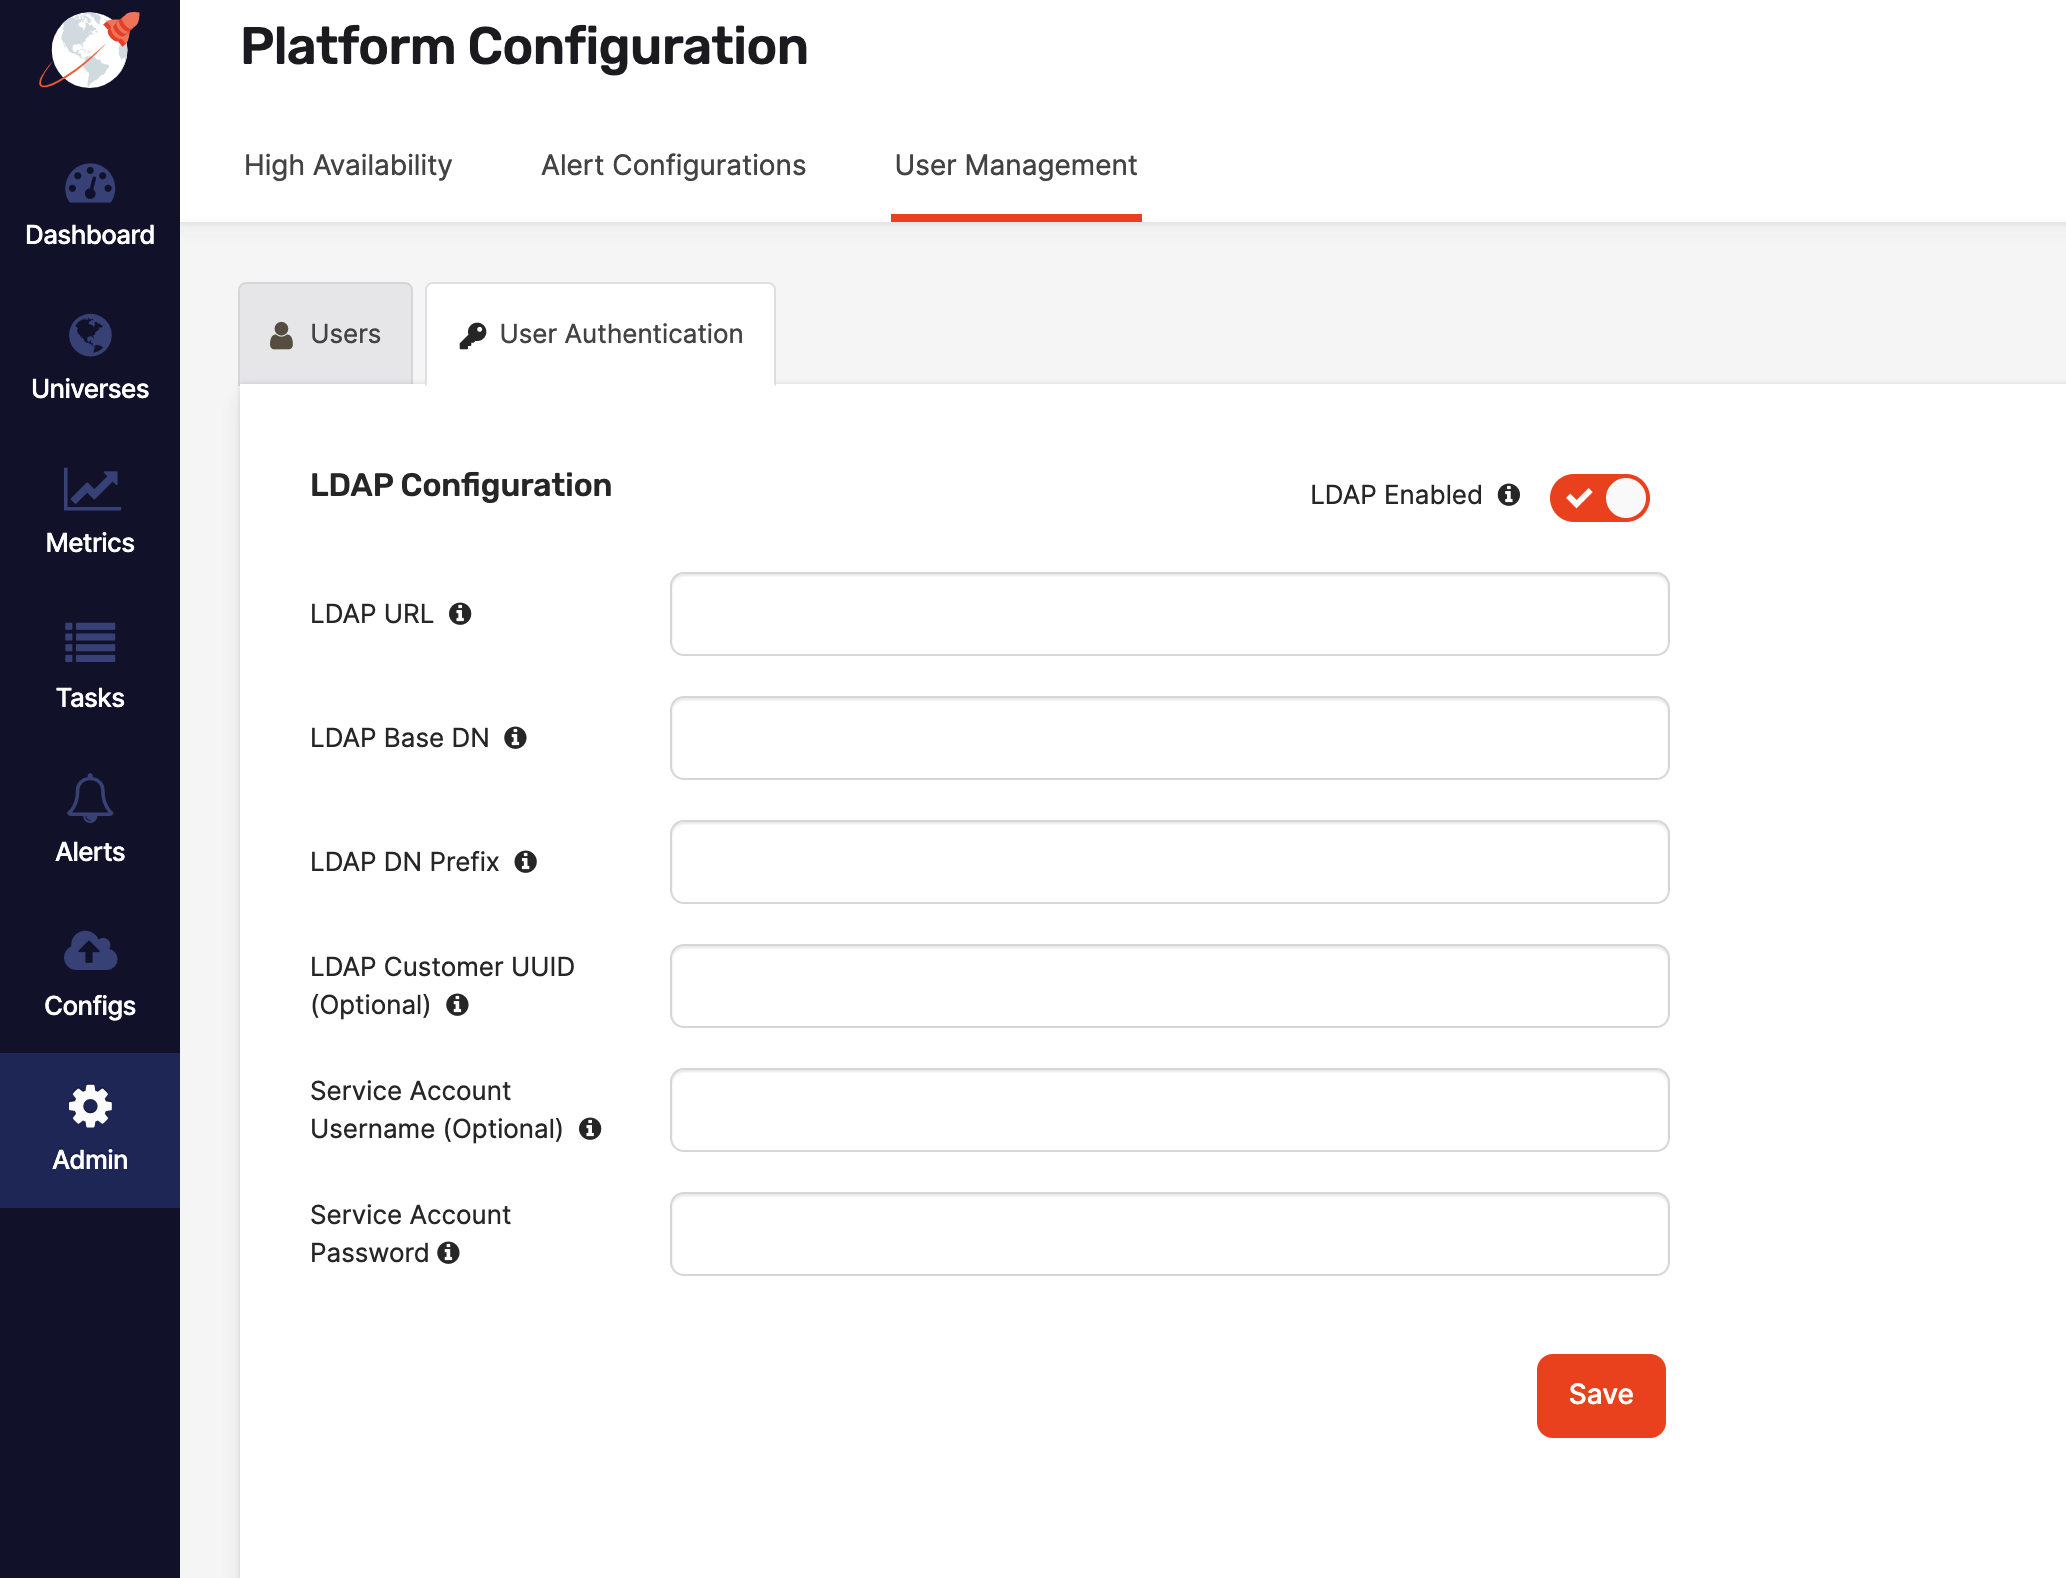 Platform Configuration
High Availability
Alert Configurations
User Management
Dashboard
Universes
Metrics
Tasks
Alerts
Configs
Admin
Users
User Authentication
LDAP Configuration
LDAP Enabled
LDAP URL
LDAP Base DN
LDAP DN Prefix
LDAP Customer UUID
(Optional)
Service Account
Username (Optional)
Service Account
Password
Save